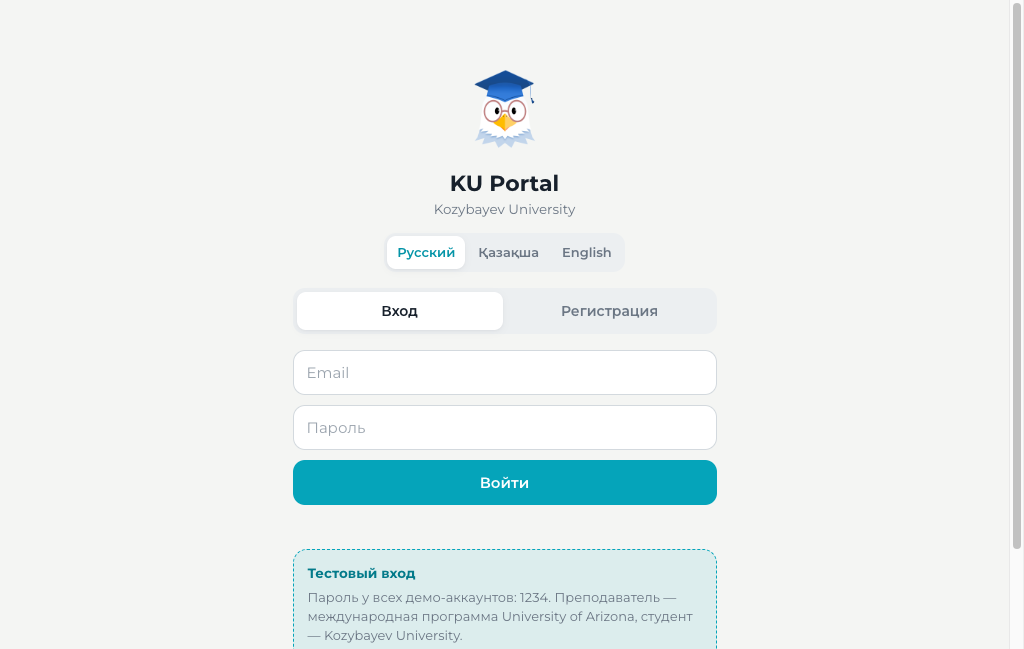 KU Portal
Kozybayev University
Русский Қазақша English
Вход Регистрация
Email
Пароль
Войти
Тестовый вход
Пароль у всех демо-аккаунтов: 1234. Преподаватель —
международная программа University of Arizona, студент
— Kozybayev University.